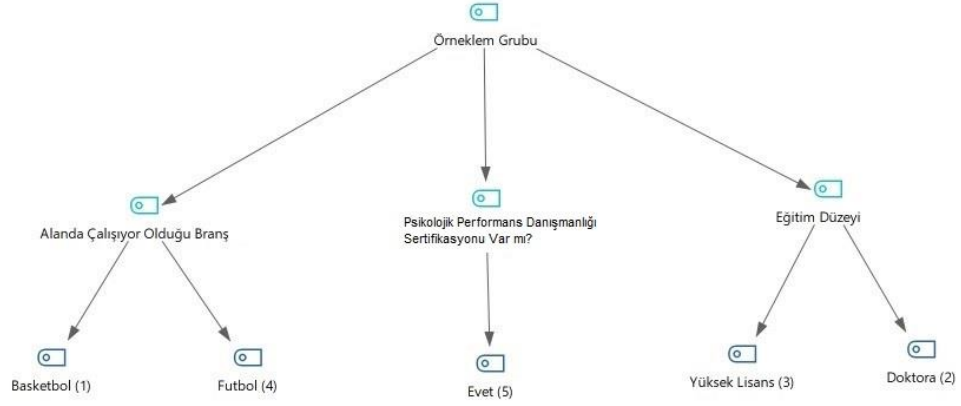 Örneklem Grubu
Alanda Çalışıyor Olduğu Branş
Psikolojik Performans Danışmanlığı
Sertifikasyonu Var mı?
Eğitim Düzeyi
Basketbol (1)
Futbol (4)
Evet (5)
Yüksek Lisans (3)
Doktora (2)